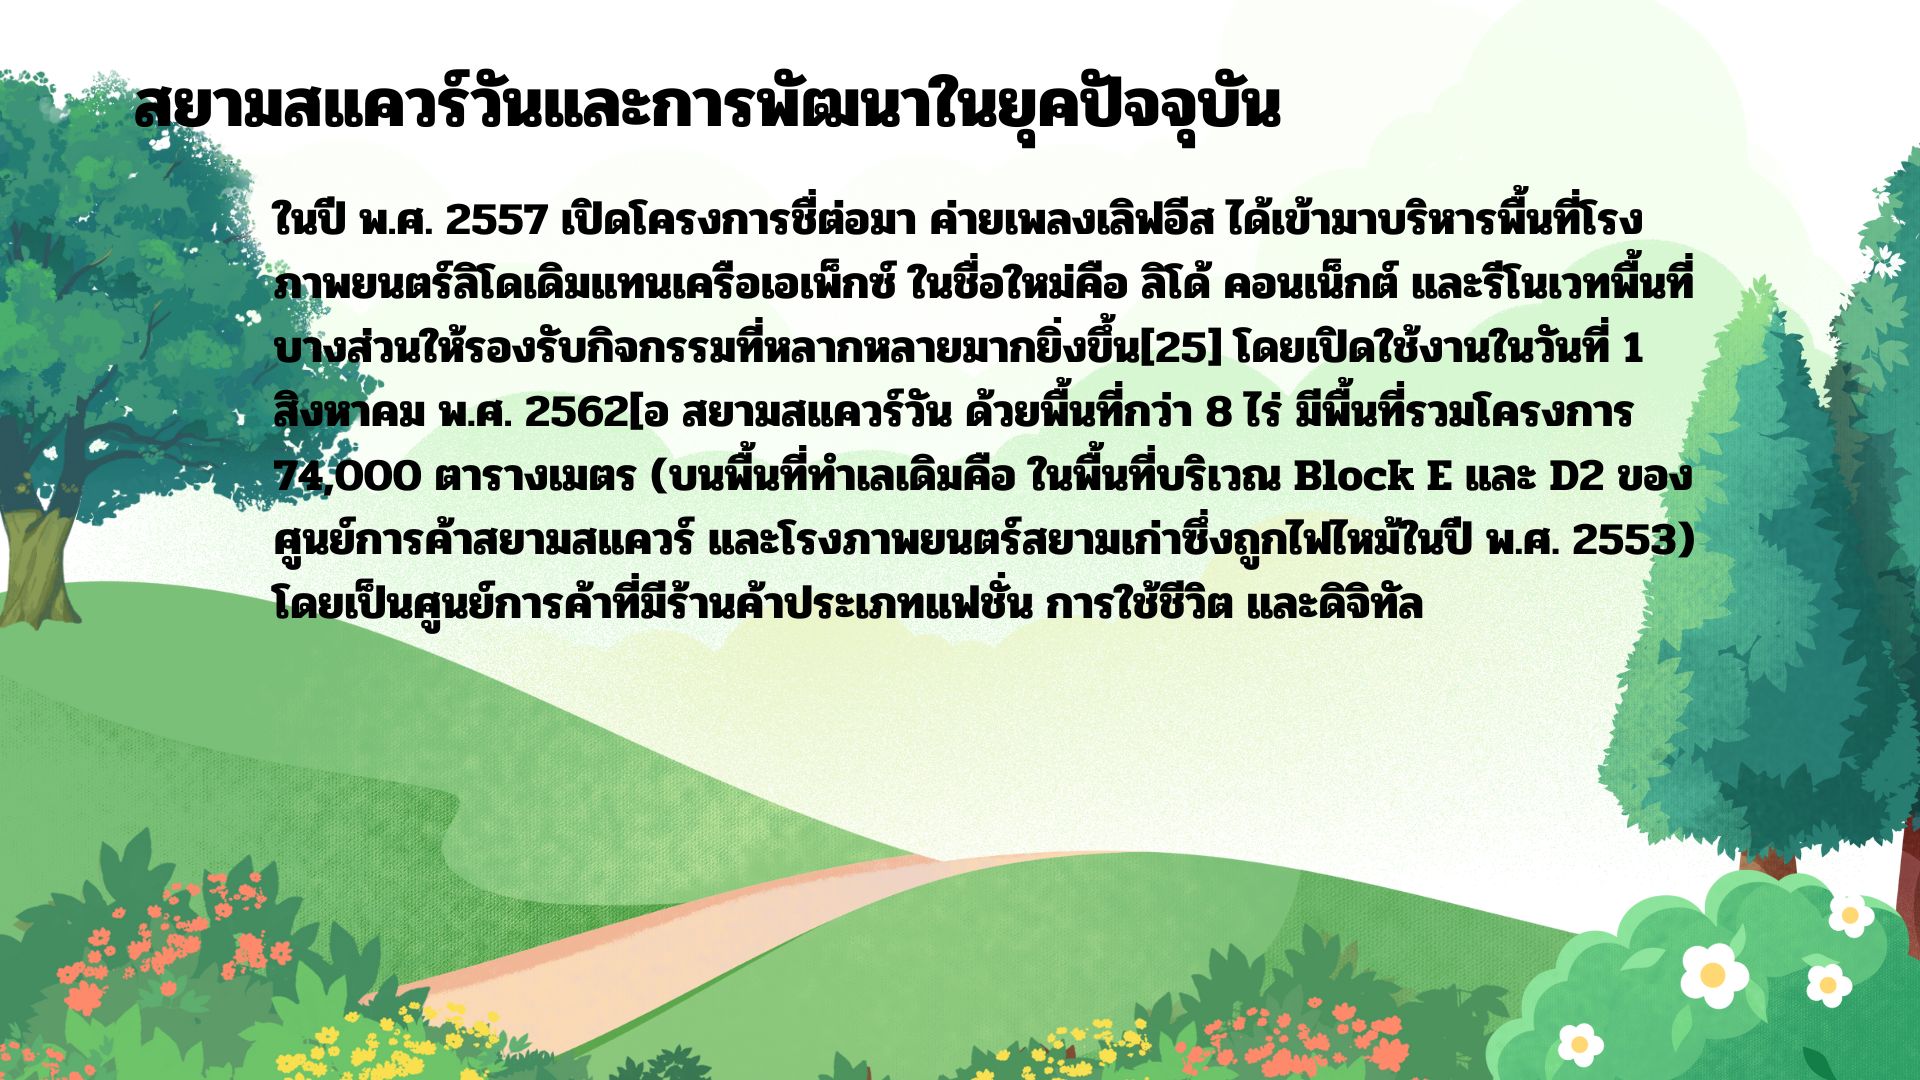 สยามสแควร์วันและการพัฒนาในยุคปัจจุบัน
ในปี พ.ศ. 2557 เปิดโครงการชื่ต่อมา ค่ายเพลงเลิฟอีส ได้เข้ามาบริหารพื้นที่โรง
ภาพยนตร์ลิโดเดิมแทนเครือเอเพ็กซ์ ในชื่อใหม่คือ ลิโด้ คอนเน็กต์ และรีโนเวทพื้นที่
บางส่วนให้รองรับกิจกรรมที่หลากหลายมากยิ่งขึ้น[25] โดยเปิดใช้งานในวันที่ 1
สิงหาคม พ.ศ. 2562[อ สยามสแควร์วัน ด้วยพื้นที่กว่า 8 ไร่ มีพื้นที่รวมโครงการ
74,000 ตารางเมตร (บนพื้นที่ทำเลเดิมคือ ในพื้นที่บริเวณ Block E และ D2 ของ
ศูนย์การค้าสยามสแควร์ และโรงภาพยนตร์สยามเก่าซึ่งถูกไฟไหม้ในปี พ.ศ. 2553)
โดยเป็นศูนย์การค้าที่มีร้านค้าประเภทแฟชั่น การใช้ชีวิต และดิจิทัล